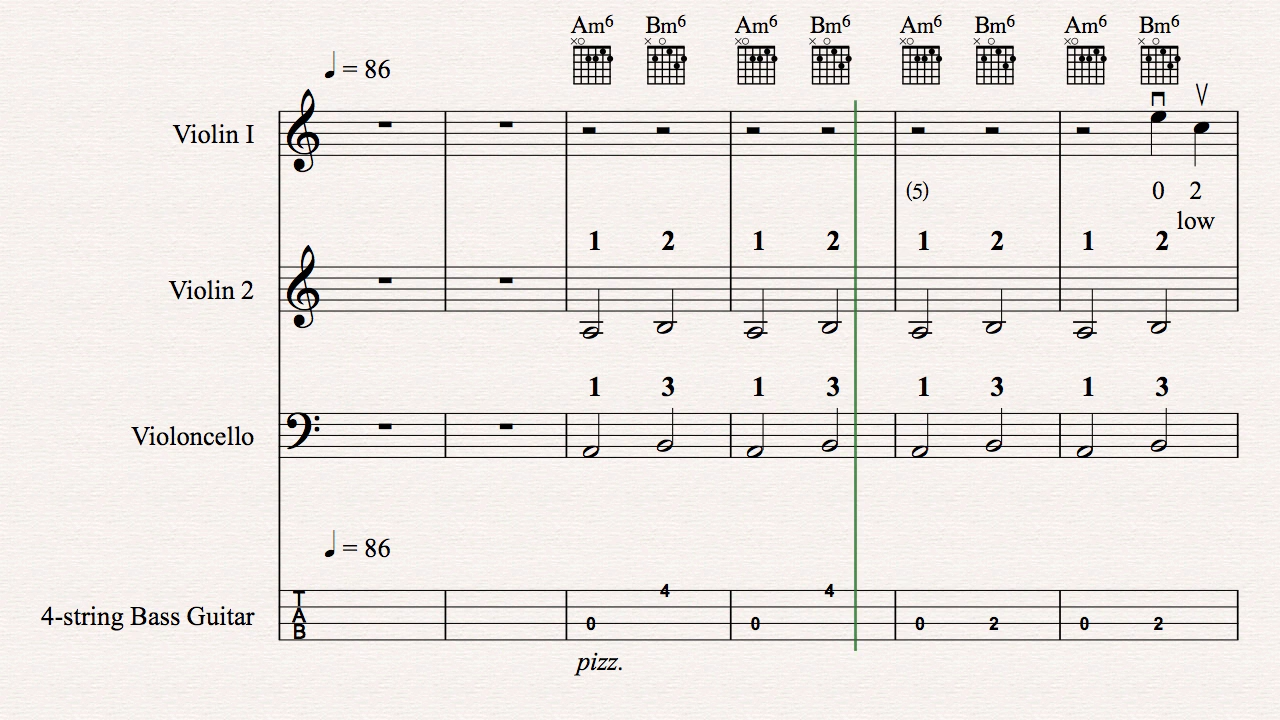 Am6 Bm6 Am6 Bm6 Am6 Bm6 Am6 Bm6
♩ = 86
Violin I
(5) 0 2
low
1 2 1 2 1 2 1 2
Violin 2
1 3 1 3 1 3 1 3
Violoncello
♩ = 86
4 4
4-string Bass Guitar
TAB
0 0 0 2 0 2
pizz.